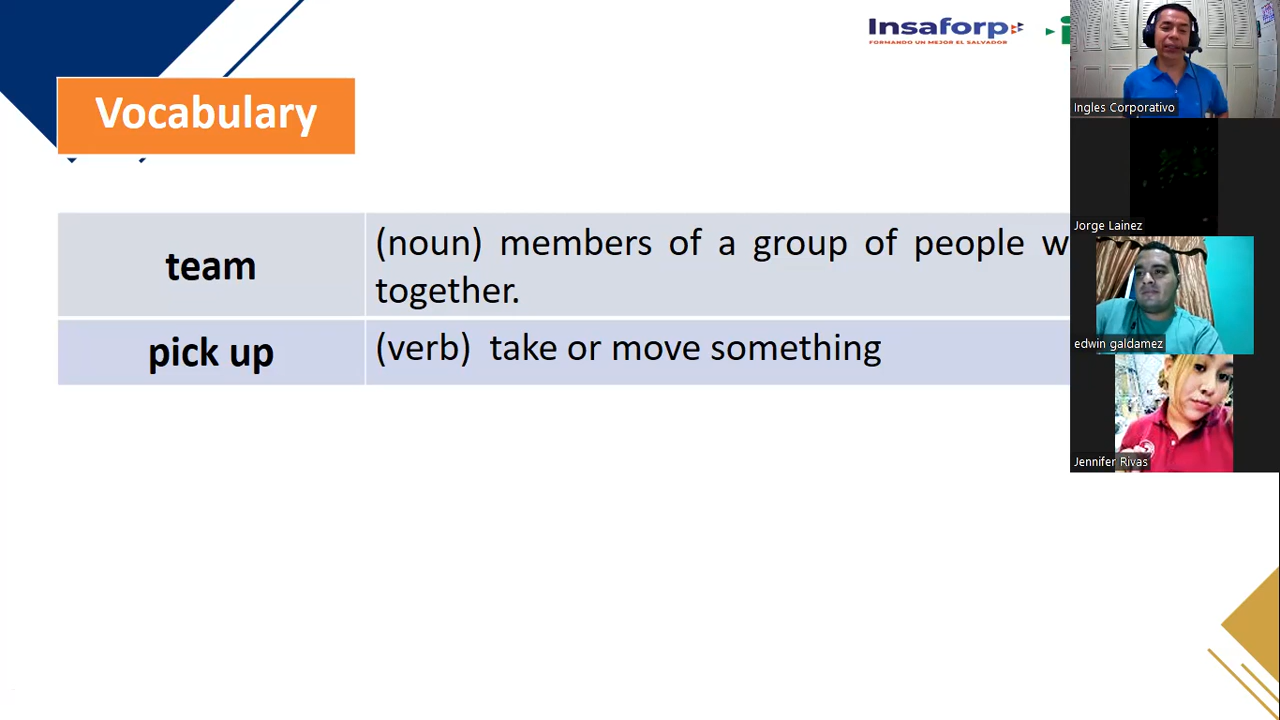 Insaforp
FORMANDO UN MEJOR EL SALVADOR
Vocabulary
team
(noun) members of a group of people
together.
pick up
(verb) take or move something
Ingles Corporativo
Jorge Lainez
edwin galdamez
Jennifer Rivas